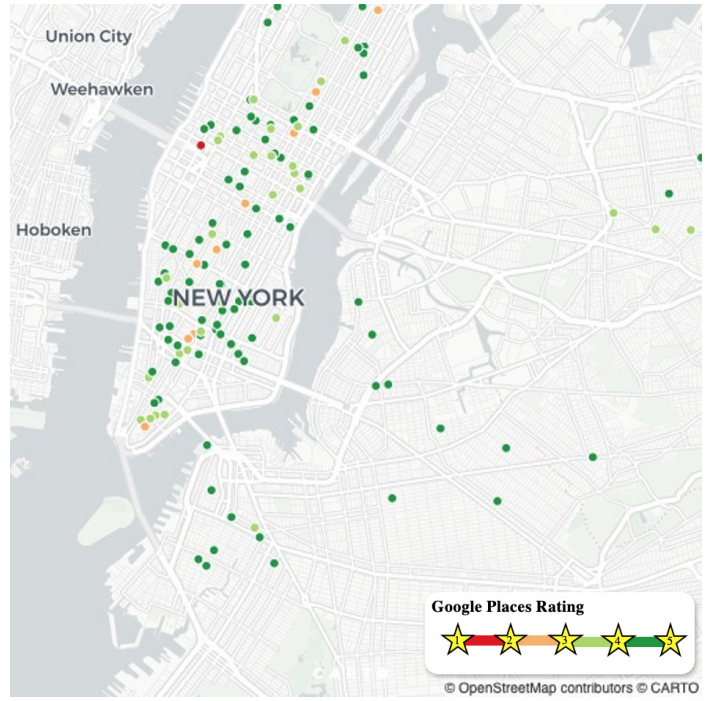 Union City
Weehawken
Hoboken
NEW YORK
Google Places Rating
1 2 3 4 5
© OpenStreetMap contributors © CARTO